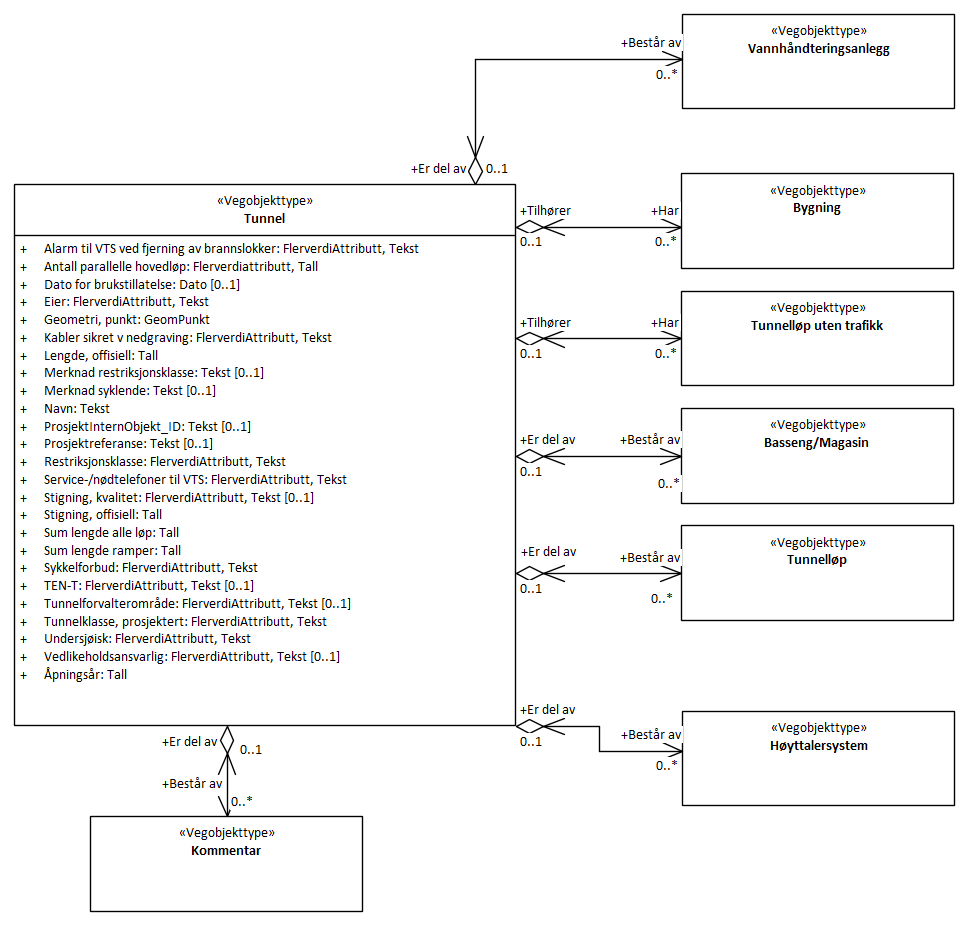 «Vegobjekttype»
Vannhåndteringsanlegg
+Består av
0..*
+Er del av
0..1
«Vegobjekttype»
Tunnel
+ Alarm til VTS ved fjerning av brannslokker: FlerverdiAttributt, Tekst
+ Antall parallelle hovedløp: Flerverdiattributt, Tall
+ Dato for brukstillatelse: Dato [0..1]
+ Eier: FlerverdiAttributt, Tekst
+ Geometri, punkt: GeomPunkt
+ Kabler sikret v nedgraving: FlerverdiAttributt, Tekst
+ Lengde, offisiell: Tall
+ Merknad restriksjonsklasse: Tekst [0..1]
+ Merknad syklende: Tekst [0..1]
+ Navn: Tekst
+ ProsjektInternObjekt_ID: Tekst [0..1]
+ Prosjektreferanse: Tekst [0..1]
+ Restriksjonsklasse: FlerverdiAttributt, Tekst
+ Service-/nødtelefoner til VTS: FlerverdiAttributt, Tekst
+ Stigning, kvalitet: FlerverdiAttributt, Tekst [0..1]
+ Stigning, offisiell: Tall
+ Sum lengde alle løp: Tall
+ Sum lengde ramper: Tall
+ Sykkelforbud: FlerverdiAttributt, Tekst
+ TEN-T: FlerverdiAttributt, Tekst [0..1]
+ Tunnelforvalterområde: FlerverdiAttributt, Tekst [0..1]
+ Tunnelklasse, prosjektert: FlerverdiAttributt, Tekst
+ Undersjøisk: FlerverdiAttributt, Tekst
+ Vedlikeholdsansvarlig: FlerverdiAttributt, Tekst [0..1]
+ Åpningsår: Tall
+Tilhører
0..1
+Har
0..*
«Vegobjekttype»
Bygning
+Tilhører
0..1
+Har
0..*
«Vegobjekttype»
Tunnelløp uten trafikk
+Er del av
0..1
+Består av
0..*
«Vegobjekttype»
Basseng/Magasin
+Er del av
0..1
+Består av
0..*
«Vegobjekttype»
Tunnelløp
+Er del av
0..1
+Består av
0..*
«Vegobjekttype»
Høyttalersystem
+Er del av
0..1
+Består av
0..*
«Vegobjekttype»
Kommentar